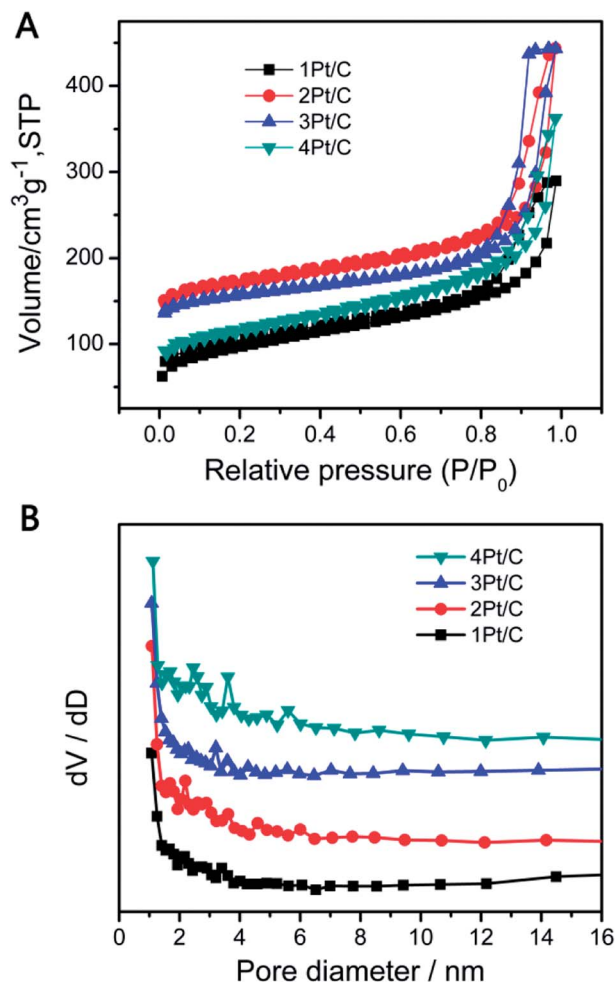 A
Volume/cm³g⁻¹,STP
400
300
200
100
1Pt/C
2Pt/C
3Pt/C
4Pt/C
0.0 0.2 0.4 0.6 0.8 1.0
Relative pressure (P/P₀)
B
dV / dD
4Pt/C
3Pt/C
2Pt/C
1Pt/C
0 2 4 6 8 10 12 14 16
Pore diameter / nm